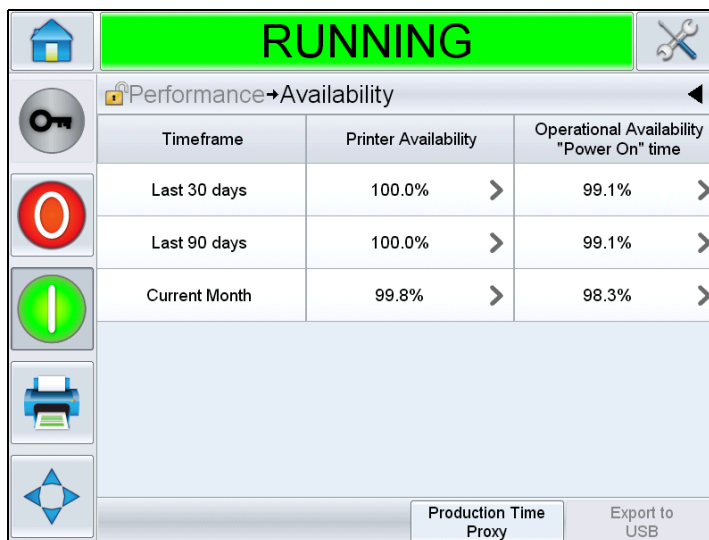 RUNNING
Performance→Availability
Timeframe
Printer Availability
Operational Availability
"Power On" time
Last 30 days
100.0%
99.1%
Last 90 days
100.0%
99.1%
Current Month
99.8%
98.3%
Production Time
Proxy
Export to
USB